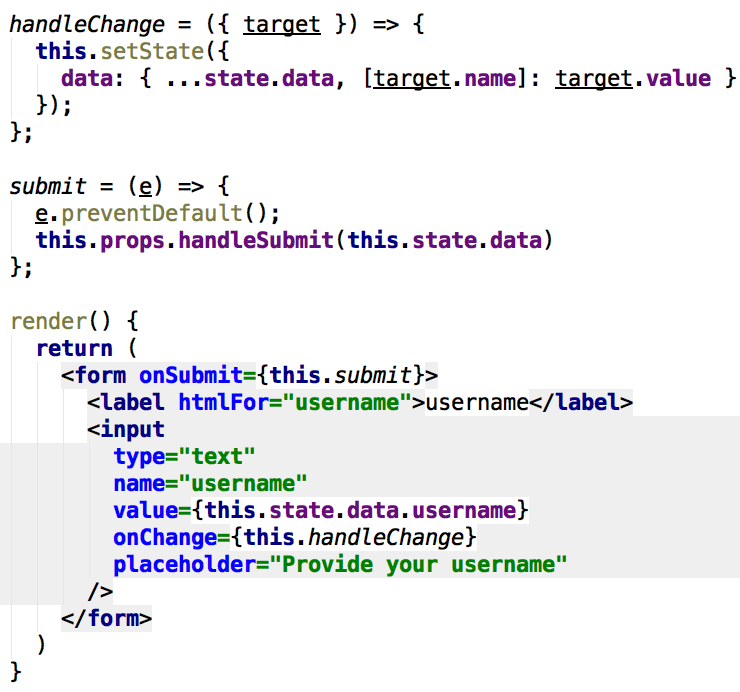 handleChange = ({ target }) => {
  this.setState({
    data: { ...state.data, [target.name]: target.value }
  });
};

submit = (e) => {
  e.preventDefault();
  this.props.handleSubmit(this.state.data)
};

render() {
  return (
    <form onSubmit={this.submit}>
      <label htmlFor="username">username</label>
      <input
        type="text"
        name="username"
        value={this.state.data.username}
        onChange={this.handleChange}
        placeholder="Provide your username"
      />
    </form>
  )
}